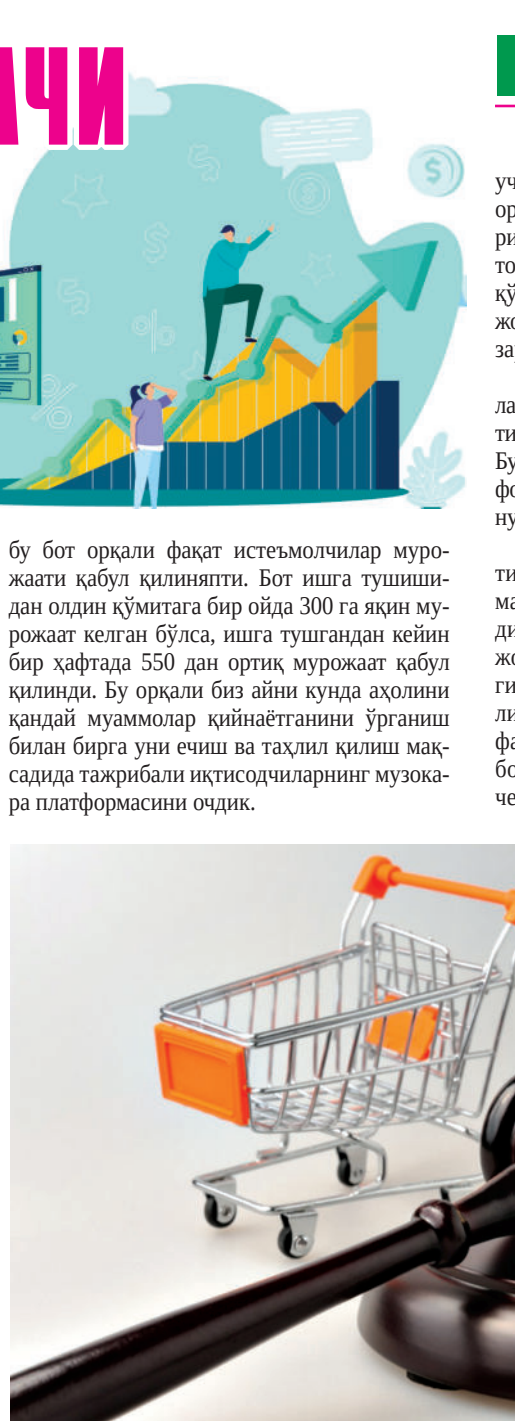 бу бот орқали фақат истеъмолчилар муро-
жаати қабул қилиняпти. Бот ишга тушиши-
дан олдин қўмитага бир ойда 300 га яқин му-
рожаат келган бўлса, ишга тушгандан кейин
бир ҳафтада 550 дан ортиқ мурожаат қабул
қилинди. Бу орқали биз айни кунда аҳолини
қандай муаммолар қийнаётганини ўрганиш
билан бирга уни ечиш ва таҳлил қилиш мақ-
садида тажрибали иқтисодчиларнинг музока-
ра платформасини очдик.